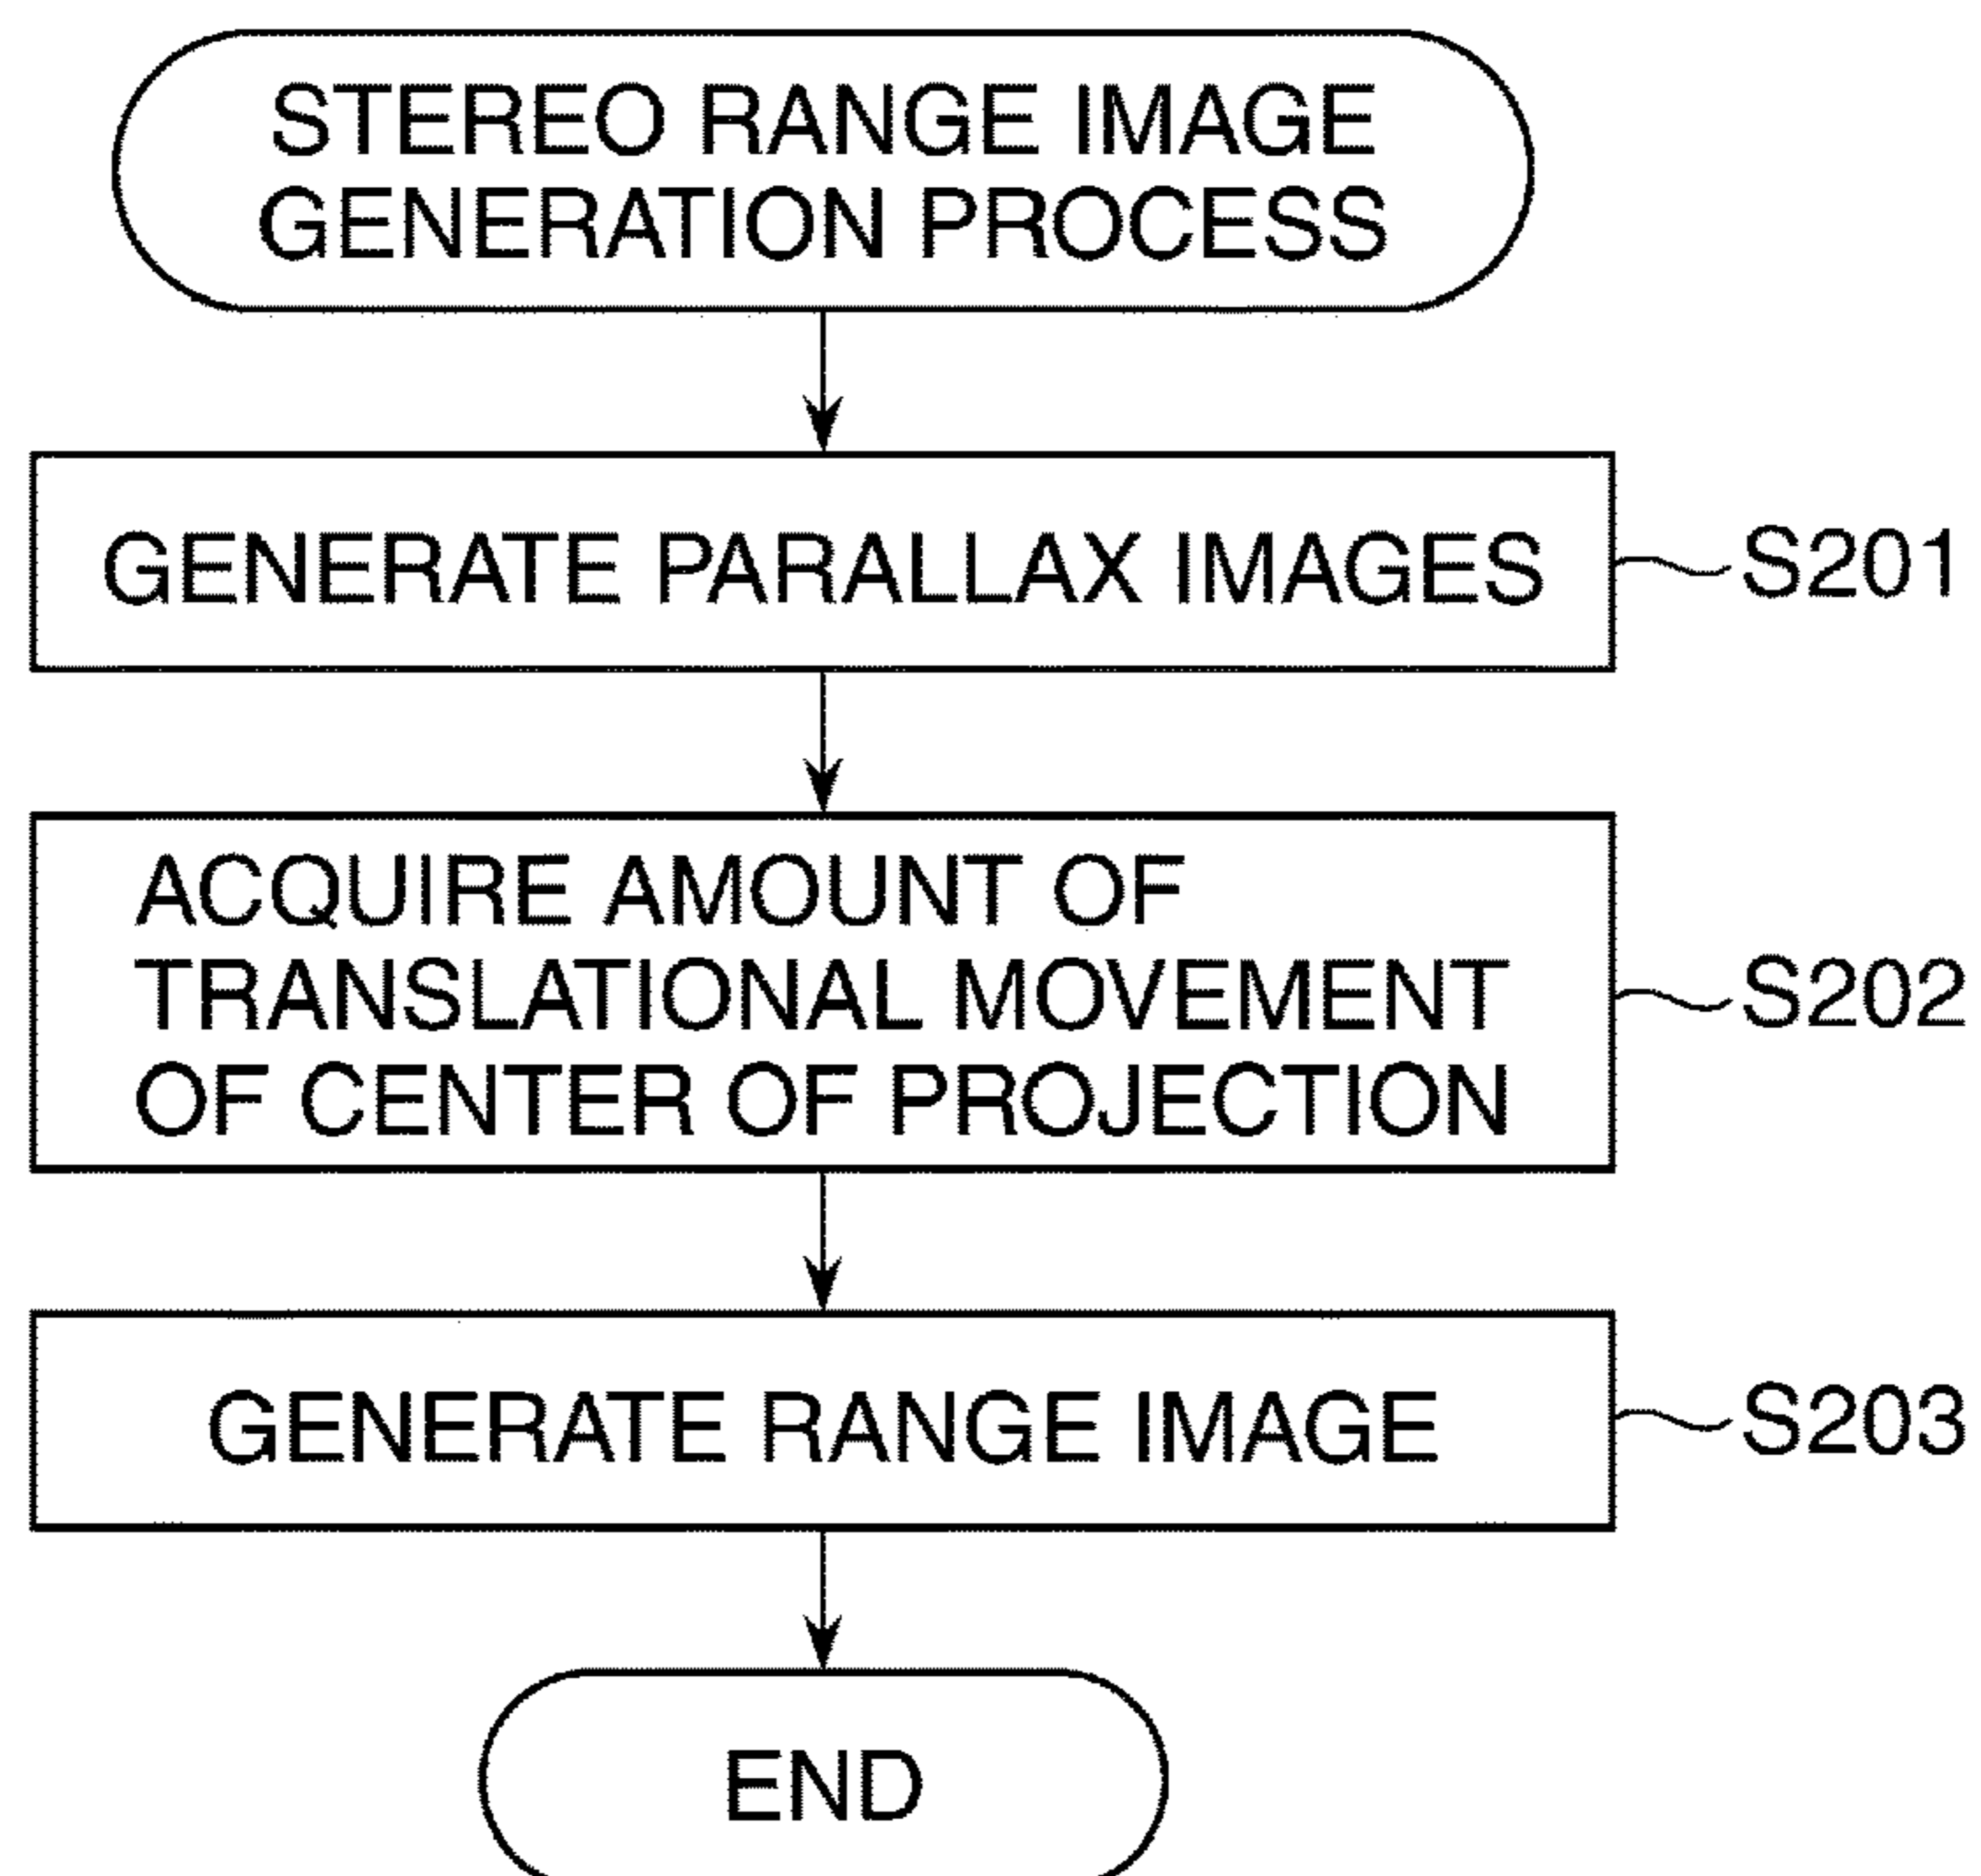 STEREO RANGE IMAGE
GENERATION PROCESS
GENERATE PARALLAX IMAGES
S201
ACQUIRE AMOUNT OF
TRANSLATIONAL MOVEMENT
OF CENTER OF PROJECTION
S202
GENERATE RANGE IMAGE
S203
END